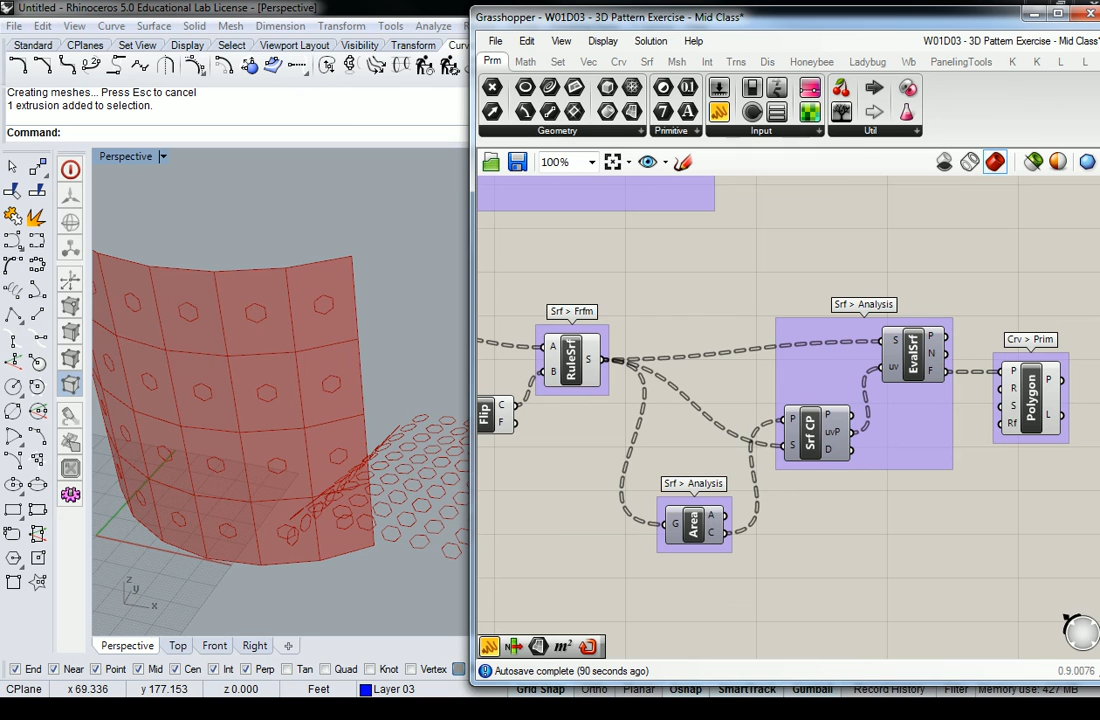 Untitled - Rhinoceros 5.0 Educational Lab License - [Perspective]
File Edit View Curve Surface Solid Mesh Dimension Transform Tools Analyze
Standard CPlanes Set View Display Select Viewport Layout Visibility Transform
Creating meshes... Press Esc to cancel
1 extrusion added to selection.
Command:
Perspective
z
y
x
Perspective Top Front Right
End Near Point Mid Cen Int Perp Tan Quad Knot Vertex
CPlane x 69.336 y 177.153 z 0.000 Feet Layer 03
Grasshopper - W01D03 - 3D Pattern Exercise - Mid Class*
File Edit View Display Solution Help W01D03 - 3D Pattern Exercise - Mid Class*
Prm Math Set Vec Crv Srf Msh Int Trns Dis Honeybee Ladybug Wb PanelingTools K K L L
Geometry Primitive Input Util
100%
Srf > Analysis
Srf > Frfm
Crv > Prim
A
B
RuleSrf
S
S
uv
EvalSrf
P
N
F
P
R
S
Rf
Polygon
P
L
Flip
C
F
P
S
Srf CP
P
uvP
D
Srf > Analysis
G
Area
A
C
Autosave complete (90 seconds ago) 0.9.0076
Grid Snap Ortho Planar Osnap SmartTrack Gumball Record History Filter Memory use: 427 MB